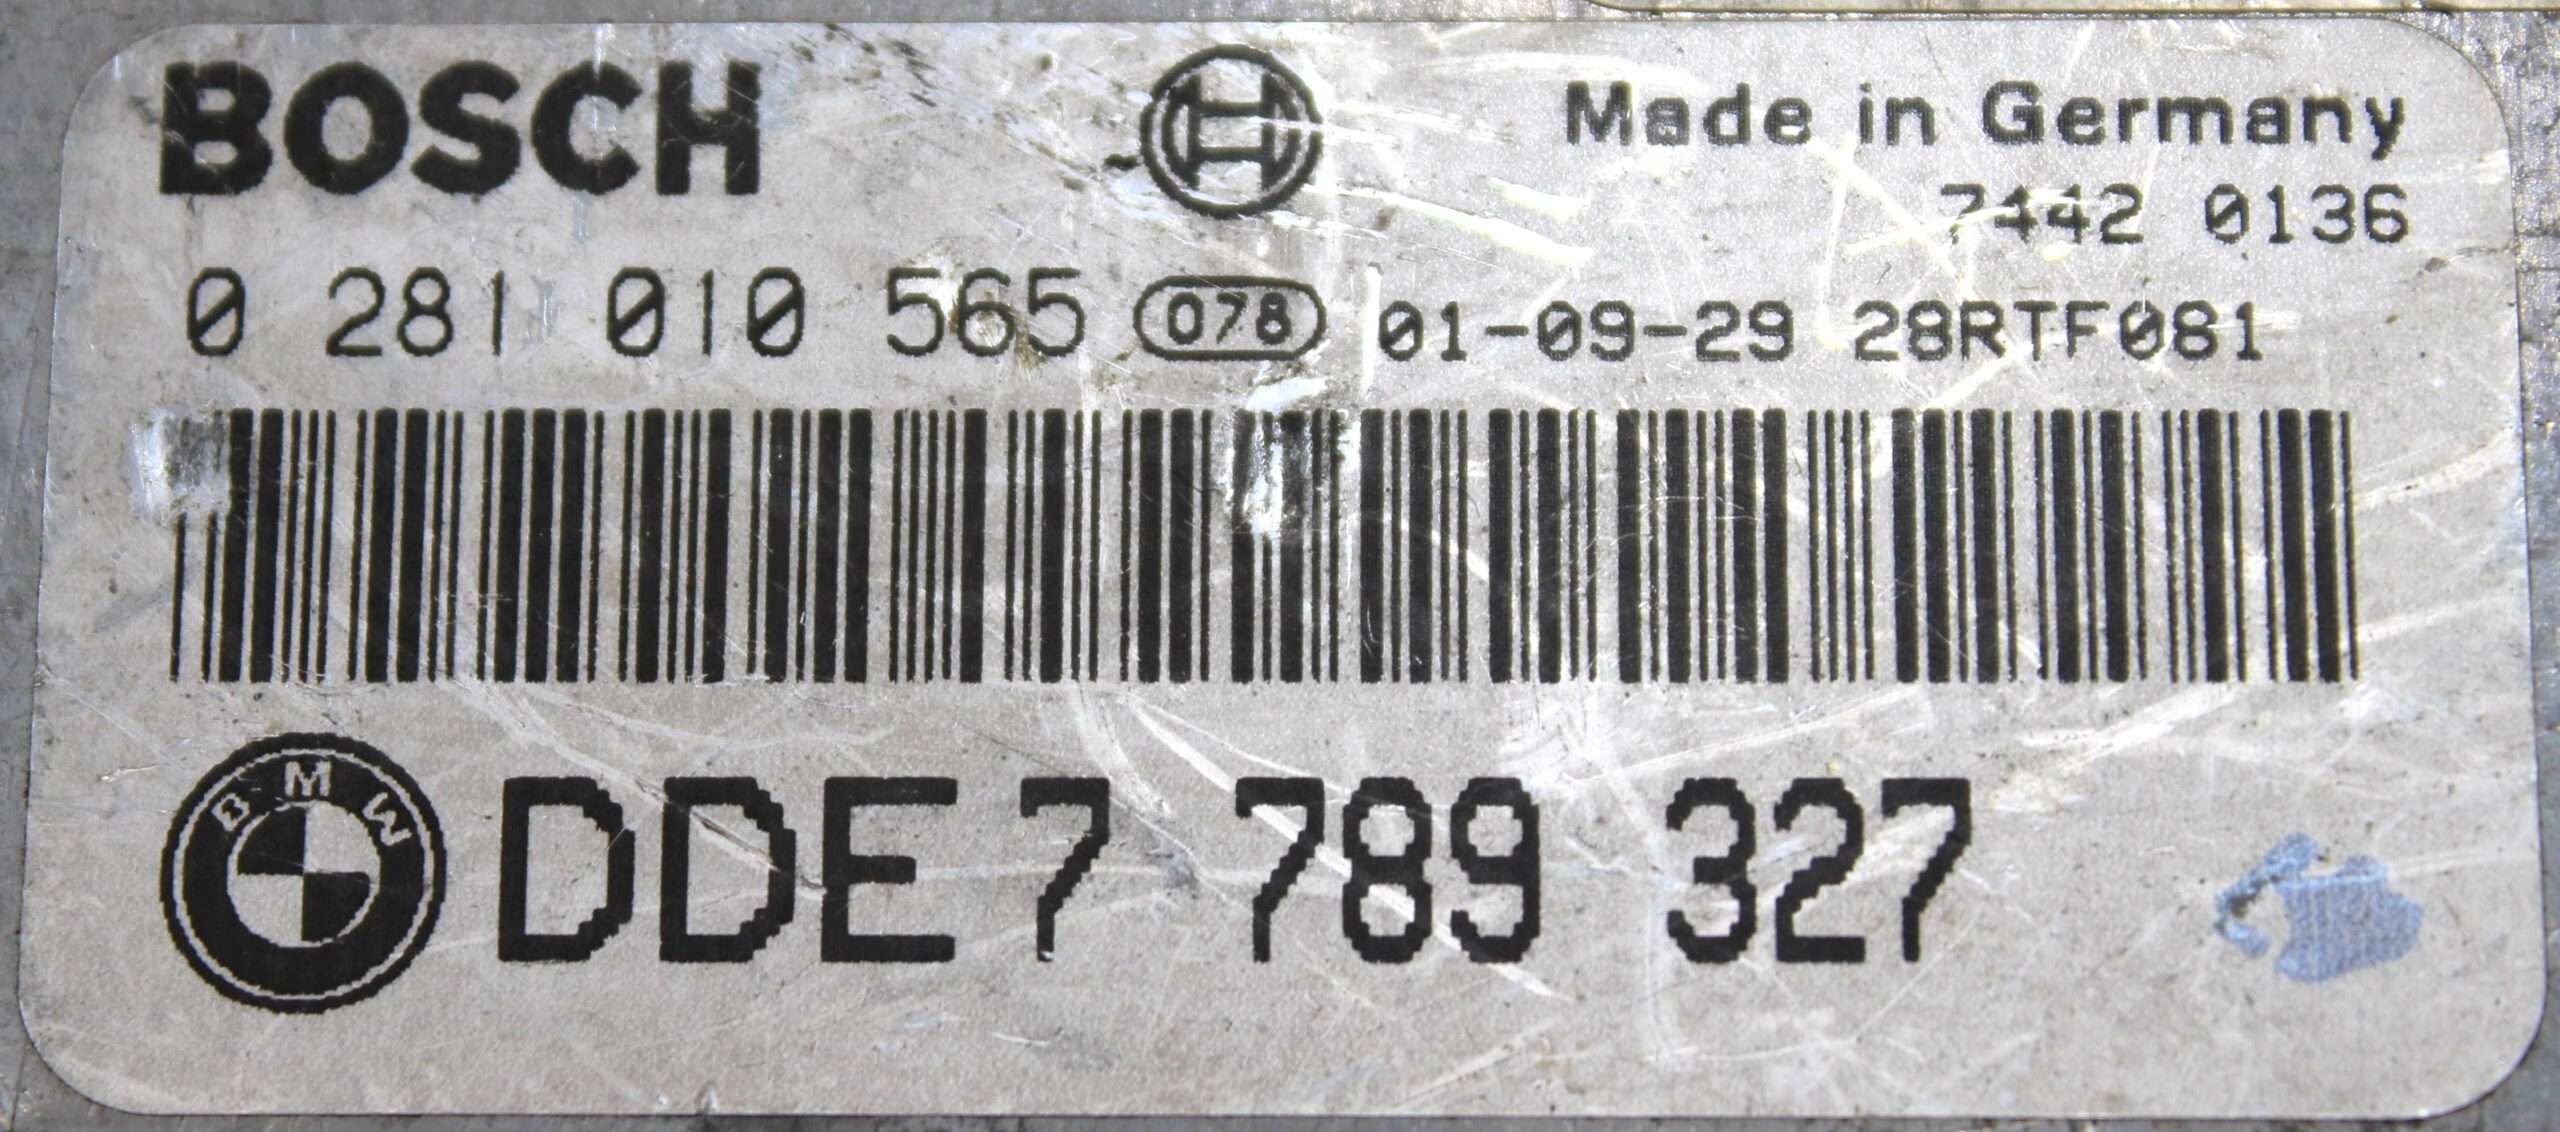 BOSCH
Made in Germany
7442 0136
0 281 010 565 078 01-09-29 28RTF081
BMW
DDE 7 789 327